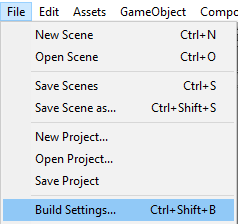 File Edit Assets GameObject Compo
New Scene Ctrl+N
Open Scene Ctrl+O
Save Scenes Ctrl+S
Save Scene as... Ctrl+Shift+S
New Project...
Open Project...
Save Project
Build Settings... Ctrl+Shift+B